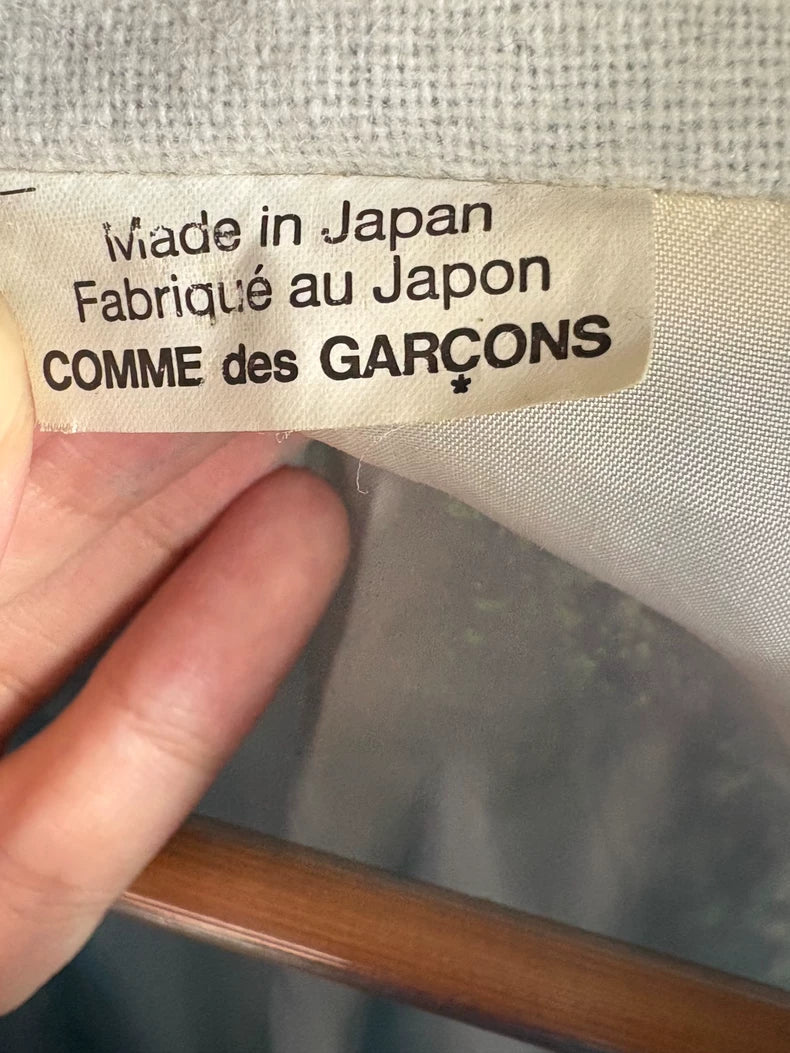 Made in Japan
Fabriqué au Japon
COMME des GARÇONS
*